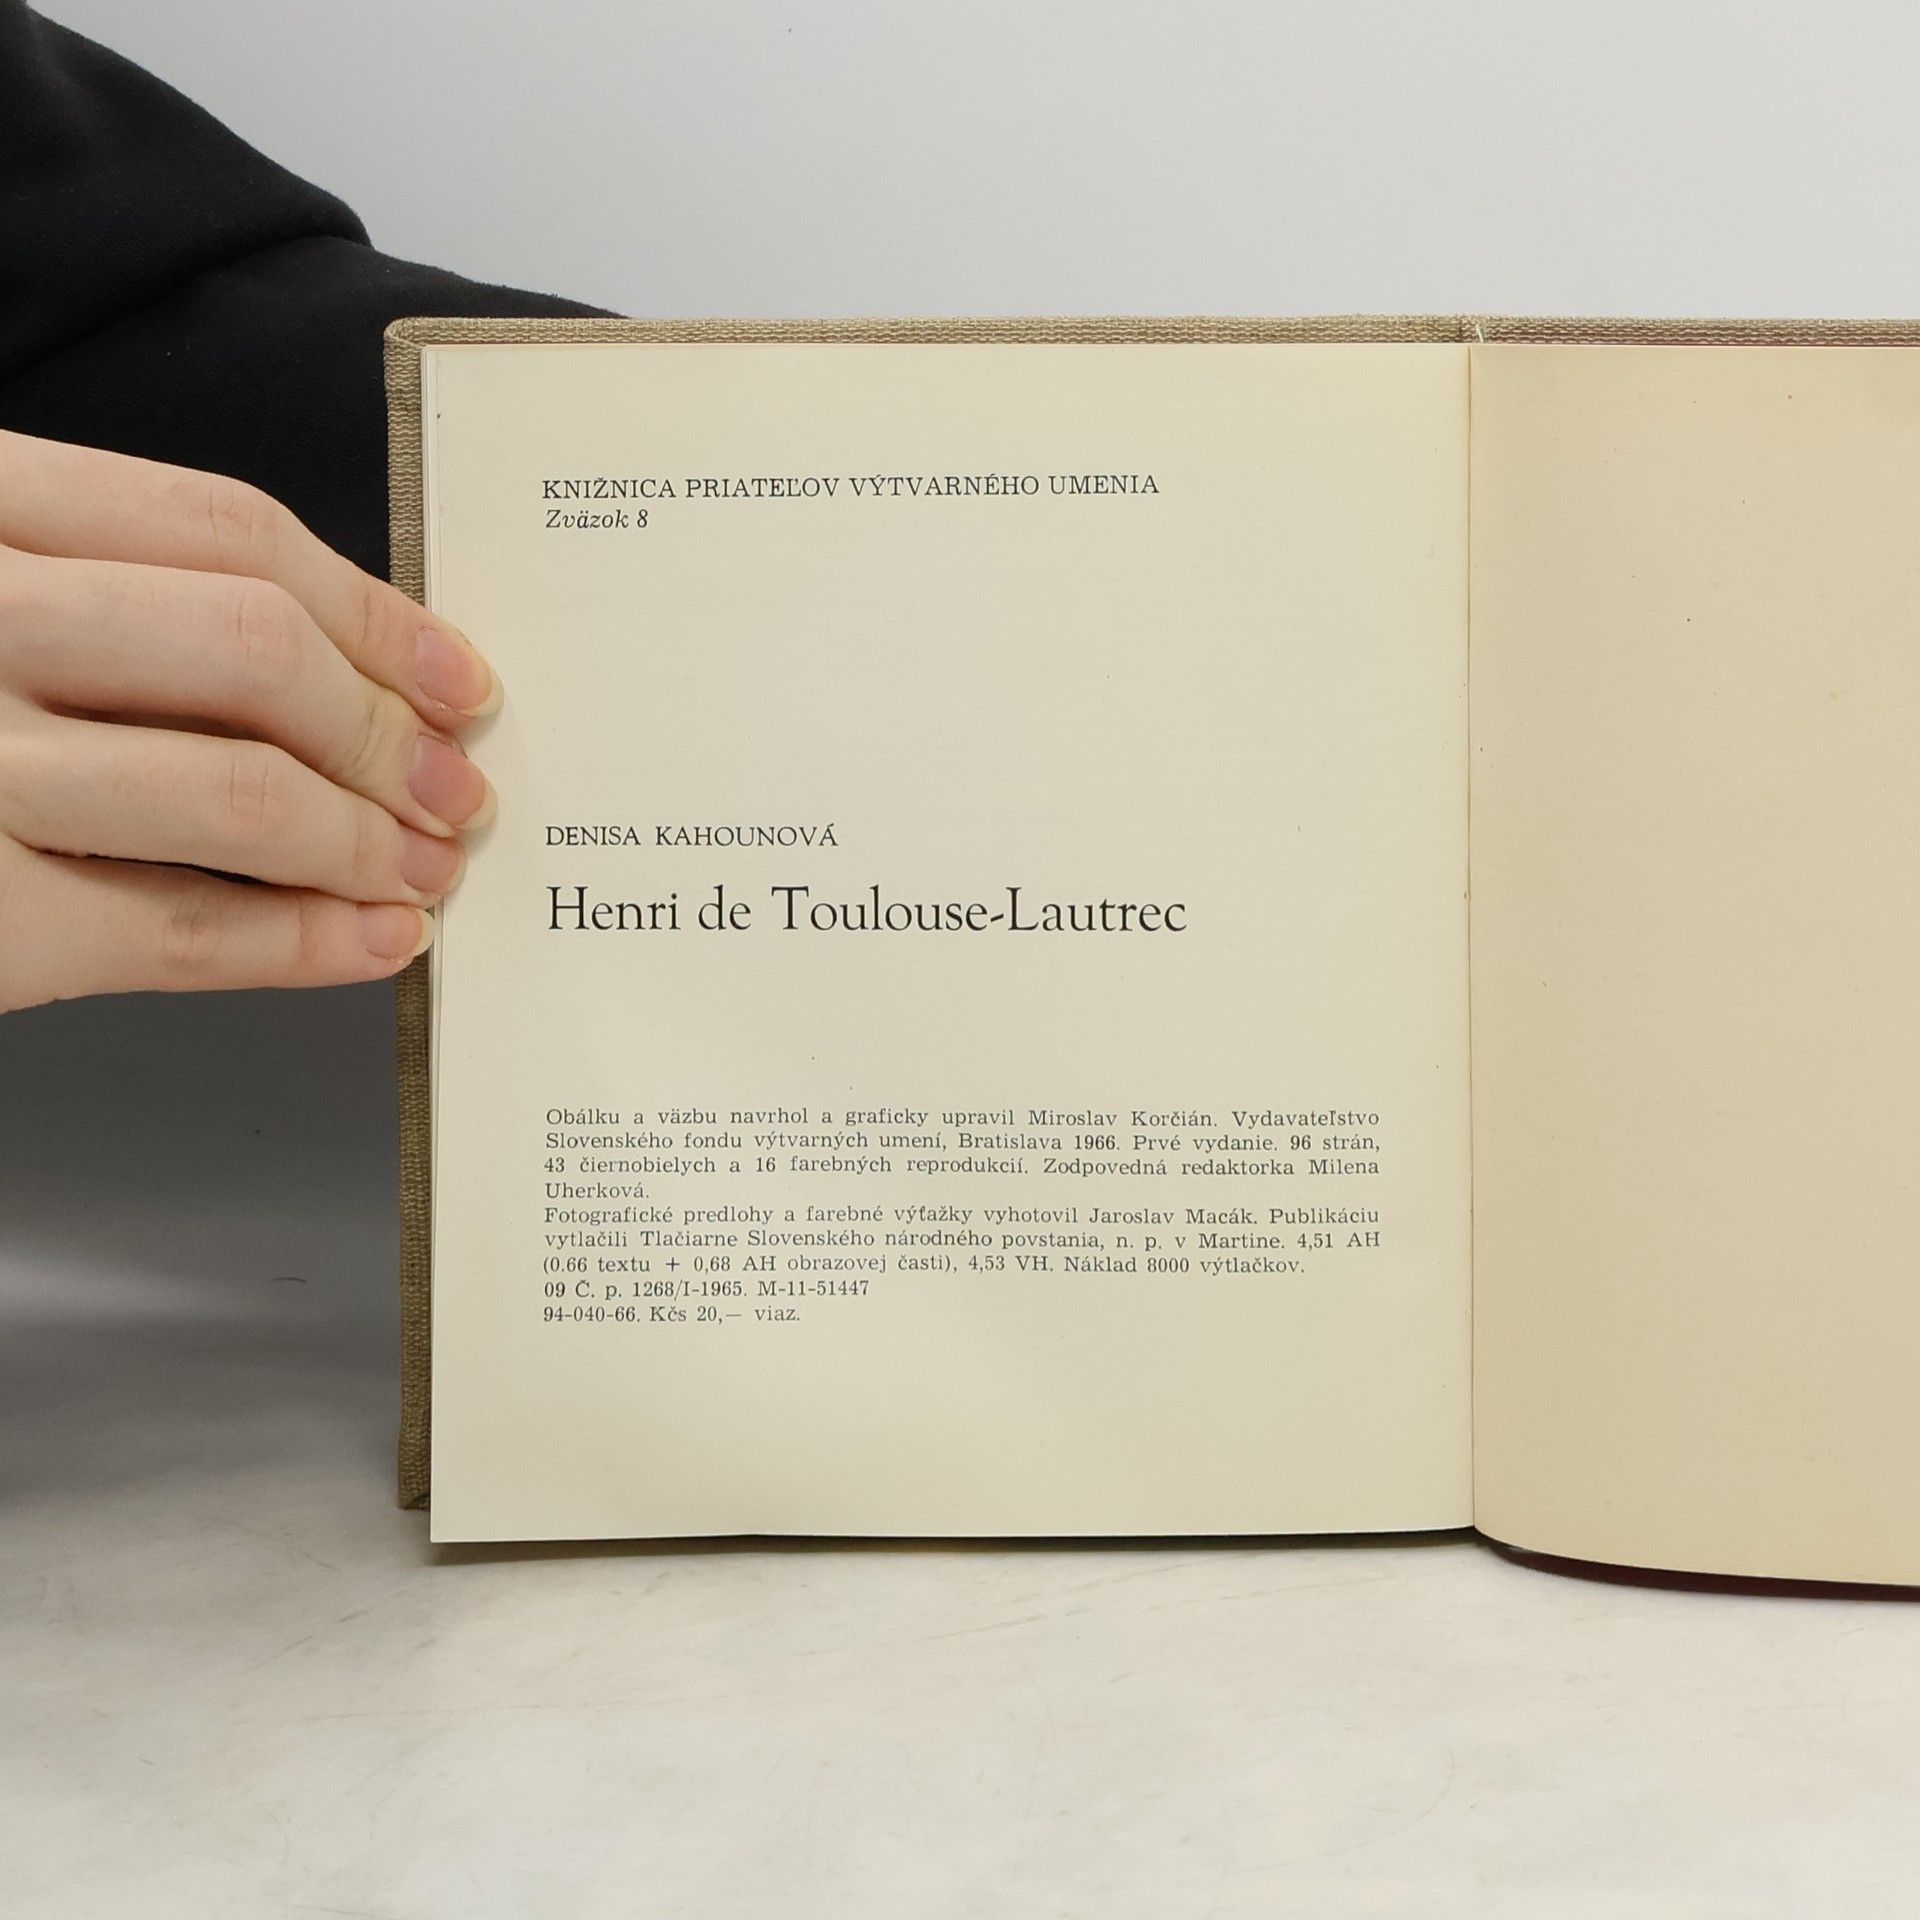 KNIŽNICA PRIATEĽOV VÝTVARNÉHO UMENIA
Zväzok 8
DENISA KAHOUNOVÁ
Henri de Toulouse-Lautrec
Obálku a väzbu navrhol a graficky upravil Miroslav Korčián. Vydavateľstvo
Slovenského fondu výtvarných umení, Bratislava 1966. Prvé vydanie. 96 strán,
43 čiernobielych a 16 farebných reprodukcií. Zodpovedná redaktorka Milena
Uherková.
Fotografické predlohy a farebné výťažky vyhotovil Jaroslav Macák. Publikáciu
vytlačili Tlačiarne Slovenského národného povstania, n. p. v Martine. 4,51 AH
(0.66 textu + 0,68 AH obrazovej časti), 4,53 VH. Náklad 8000 výtlačkov.
09 Č. p. 1268/I-1965. M-11-51447
94-040-66. Kčs 20,— viaz.